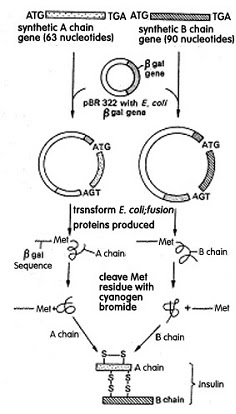 ATG TGA ATG TGA
synthetic A chain synthetic B chain
gene (63 nucleotides) gene (90 nucleotides)
β gal
gene
pBR 322 with E. coli
β gal gene
ATG ATG
AGT AGT
transform E. coli;fusion
proteins produced
Met Met
β gal A chain B chain
Sequence
cleave Met
residue with
cyanogen
bromide
Met+ + Met
A chain B chain
S S
A chain
S S
S S
Insulin
B chain